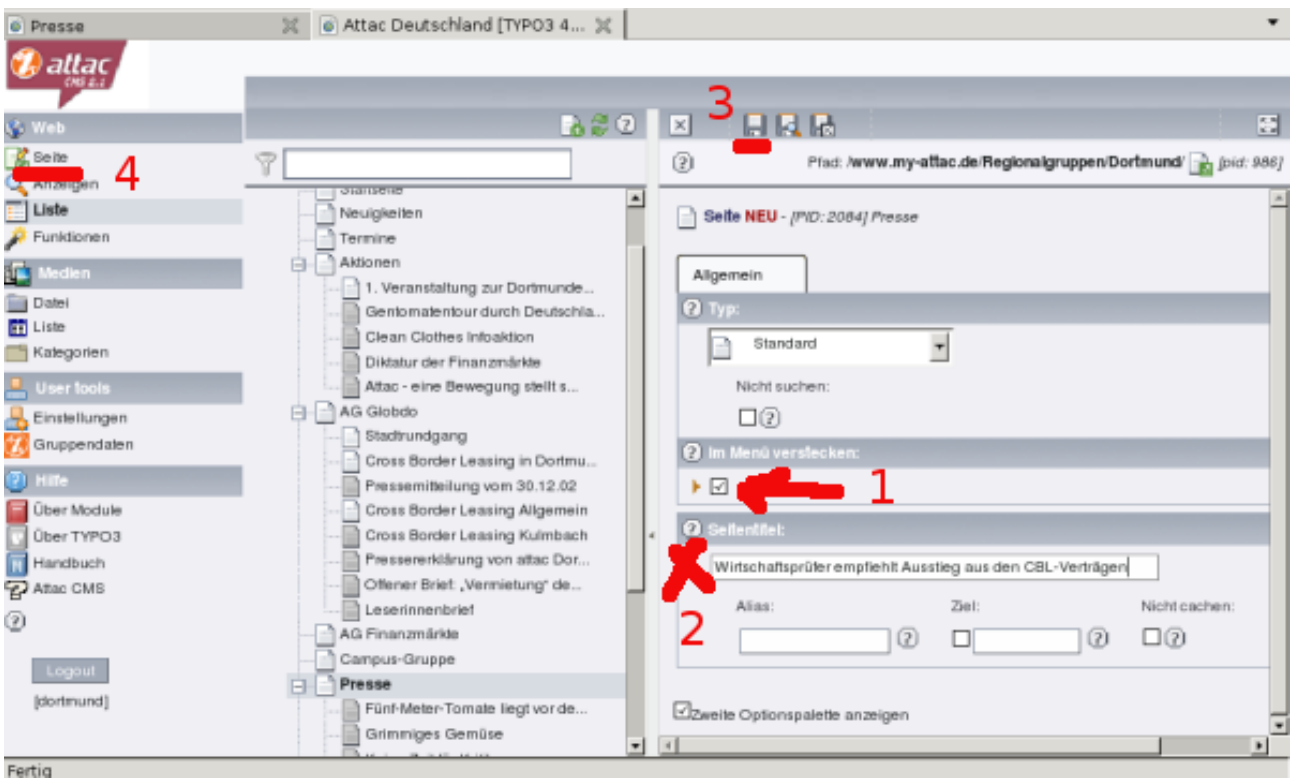 Presse
Attac Deutschland [TYPO3 4...
attac
CMS 2.1
3
Web
Seite
4
Anzeigen
Liste
Funktionen
Medien
Datei
Liste
Kategorien
User tools
Einstellungen
Gruppendaten
Hilfe
Über Module
Über TYPO3
Handbuch
Attac CMS
Logout
[dortmund]
Startseite
Neuigkeiten
Termine
Aktionen
1. Veranstaltung zur Dortmunde...
Gentomatentour durch Deutschla...
Clean Clothes Infoaktion
Diktatur der Finanzmärkte
Attac - eine Bewegung stellt s...
AG Globdo
Stadtrundgang
Cross Border Leasing in Dortmu...
Pressemitteilung vom 30.12.02
Cross Border Leasing Allgemein
Cross Border Leasing Kulmbach
Pressererklärung von attac Dor...
Offener Brief: „Vermietung" de...
Leserinnenbrief
AG Finanzmärkte
Campus-Gruppe
Presse
Fünf-Meter-Tomate liegt vor de...
Grimmiges Gemüse
Pfad: /www.my-attac.de/Regionalgruppen/Dortmund/ [pid: 986]
Seite NEU - [PID: 2084] Presse
Allgemein
Typ:
Standard
Nicht suchen:
Im Menü verstecken:
1
Seitentitel:
Wirtschaftsprüter empfiehlt Ausstieg aus den CBL-Verträgen
2
Alias: Ziel: Nicht cachen:
Zweite Optionspalette anzeigen
Fertig